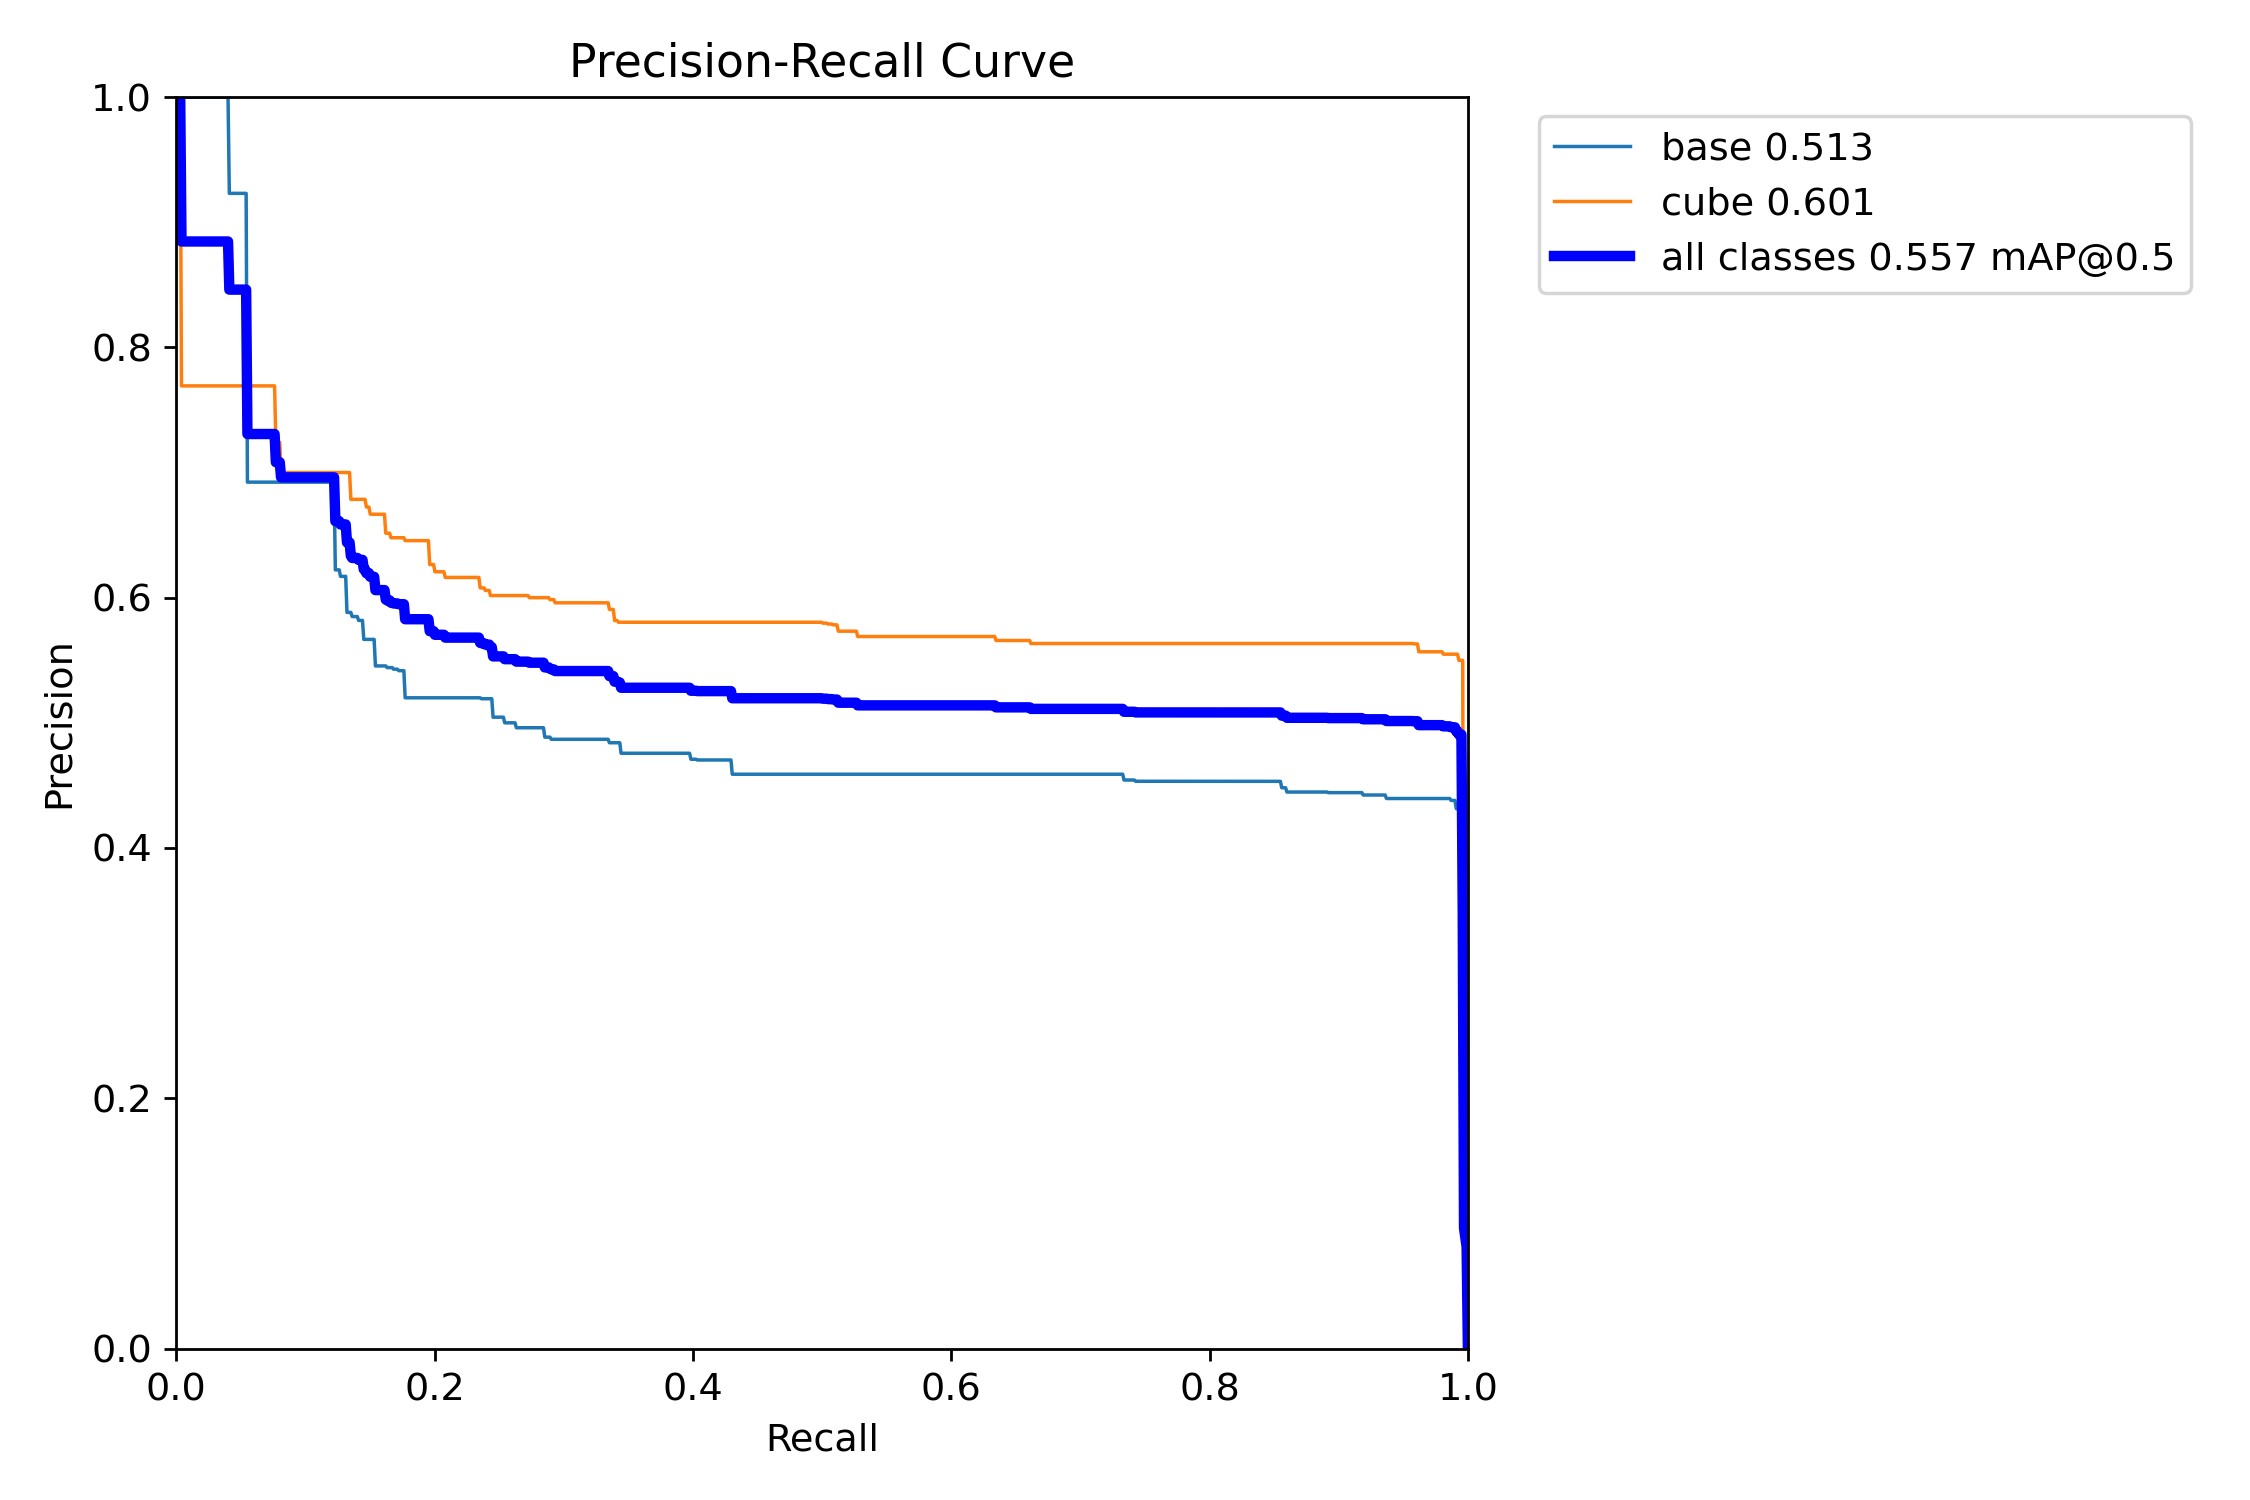 Precision-Recall Curve
1.0
0.8
0.6
0.4
0.2
0.0
Precision
0.0 0.2 0.4 0.6 0.8 1.0
Recall
base 0.513
cube 0.601
all classes 0.557 mAP@0.5